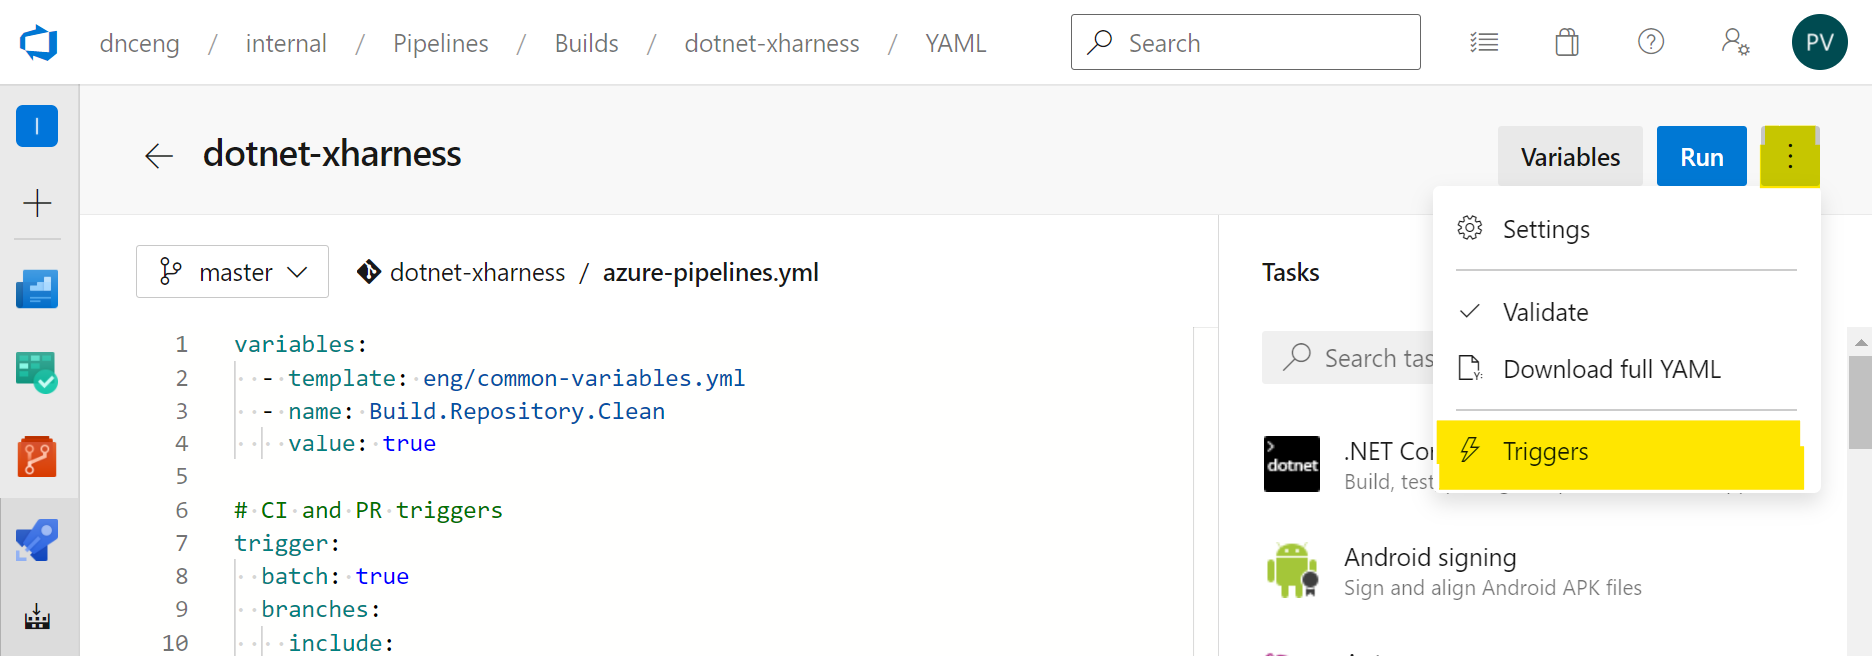 dnceng / internal / Pipelines / Builds / dotnet-xharness / YAML
Search
PV
I
dotnet-xharness
Variables
Run
Settings
Validate
Download full YAML
Triggers
master
dotnet-xharness / azure-pipelines.yml
Tasks
Search tas
1 variables:
2 - template: eng/common-variables.yml
3 - name: Build.Repository.Clean
4 value: true
5
6 # CI and PR triggers
7 trigger:
8 batch: true
9 branches:
10 include:
dotnet
.NET Cor
Build, test
Android signing
Sign and align Android APK files